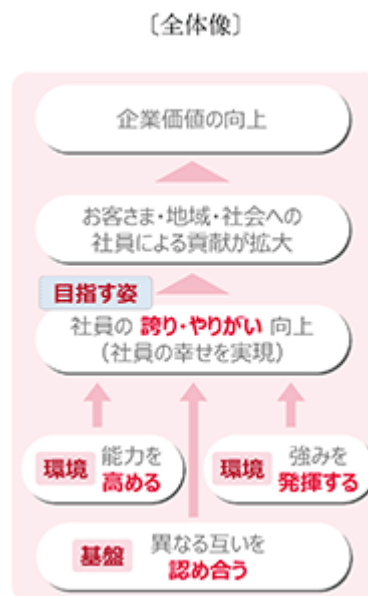 〔全体像〕
企業価値の向上
お客さま・地域・社会への
社員による貢献が拡大
目指す姿
社員の 誇り・やりがい 向上
（社員の幸せを実現）
環境 能力を
高める
環境 強みを
発揮する
基盤 異なる互いを
認め合う